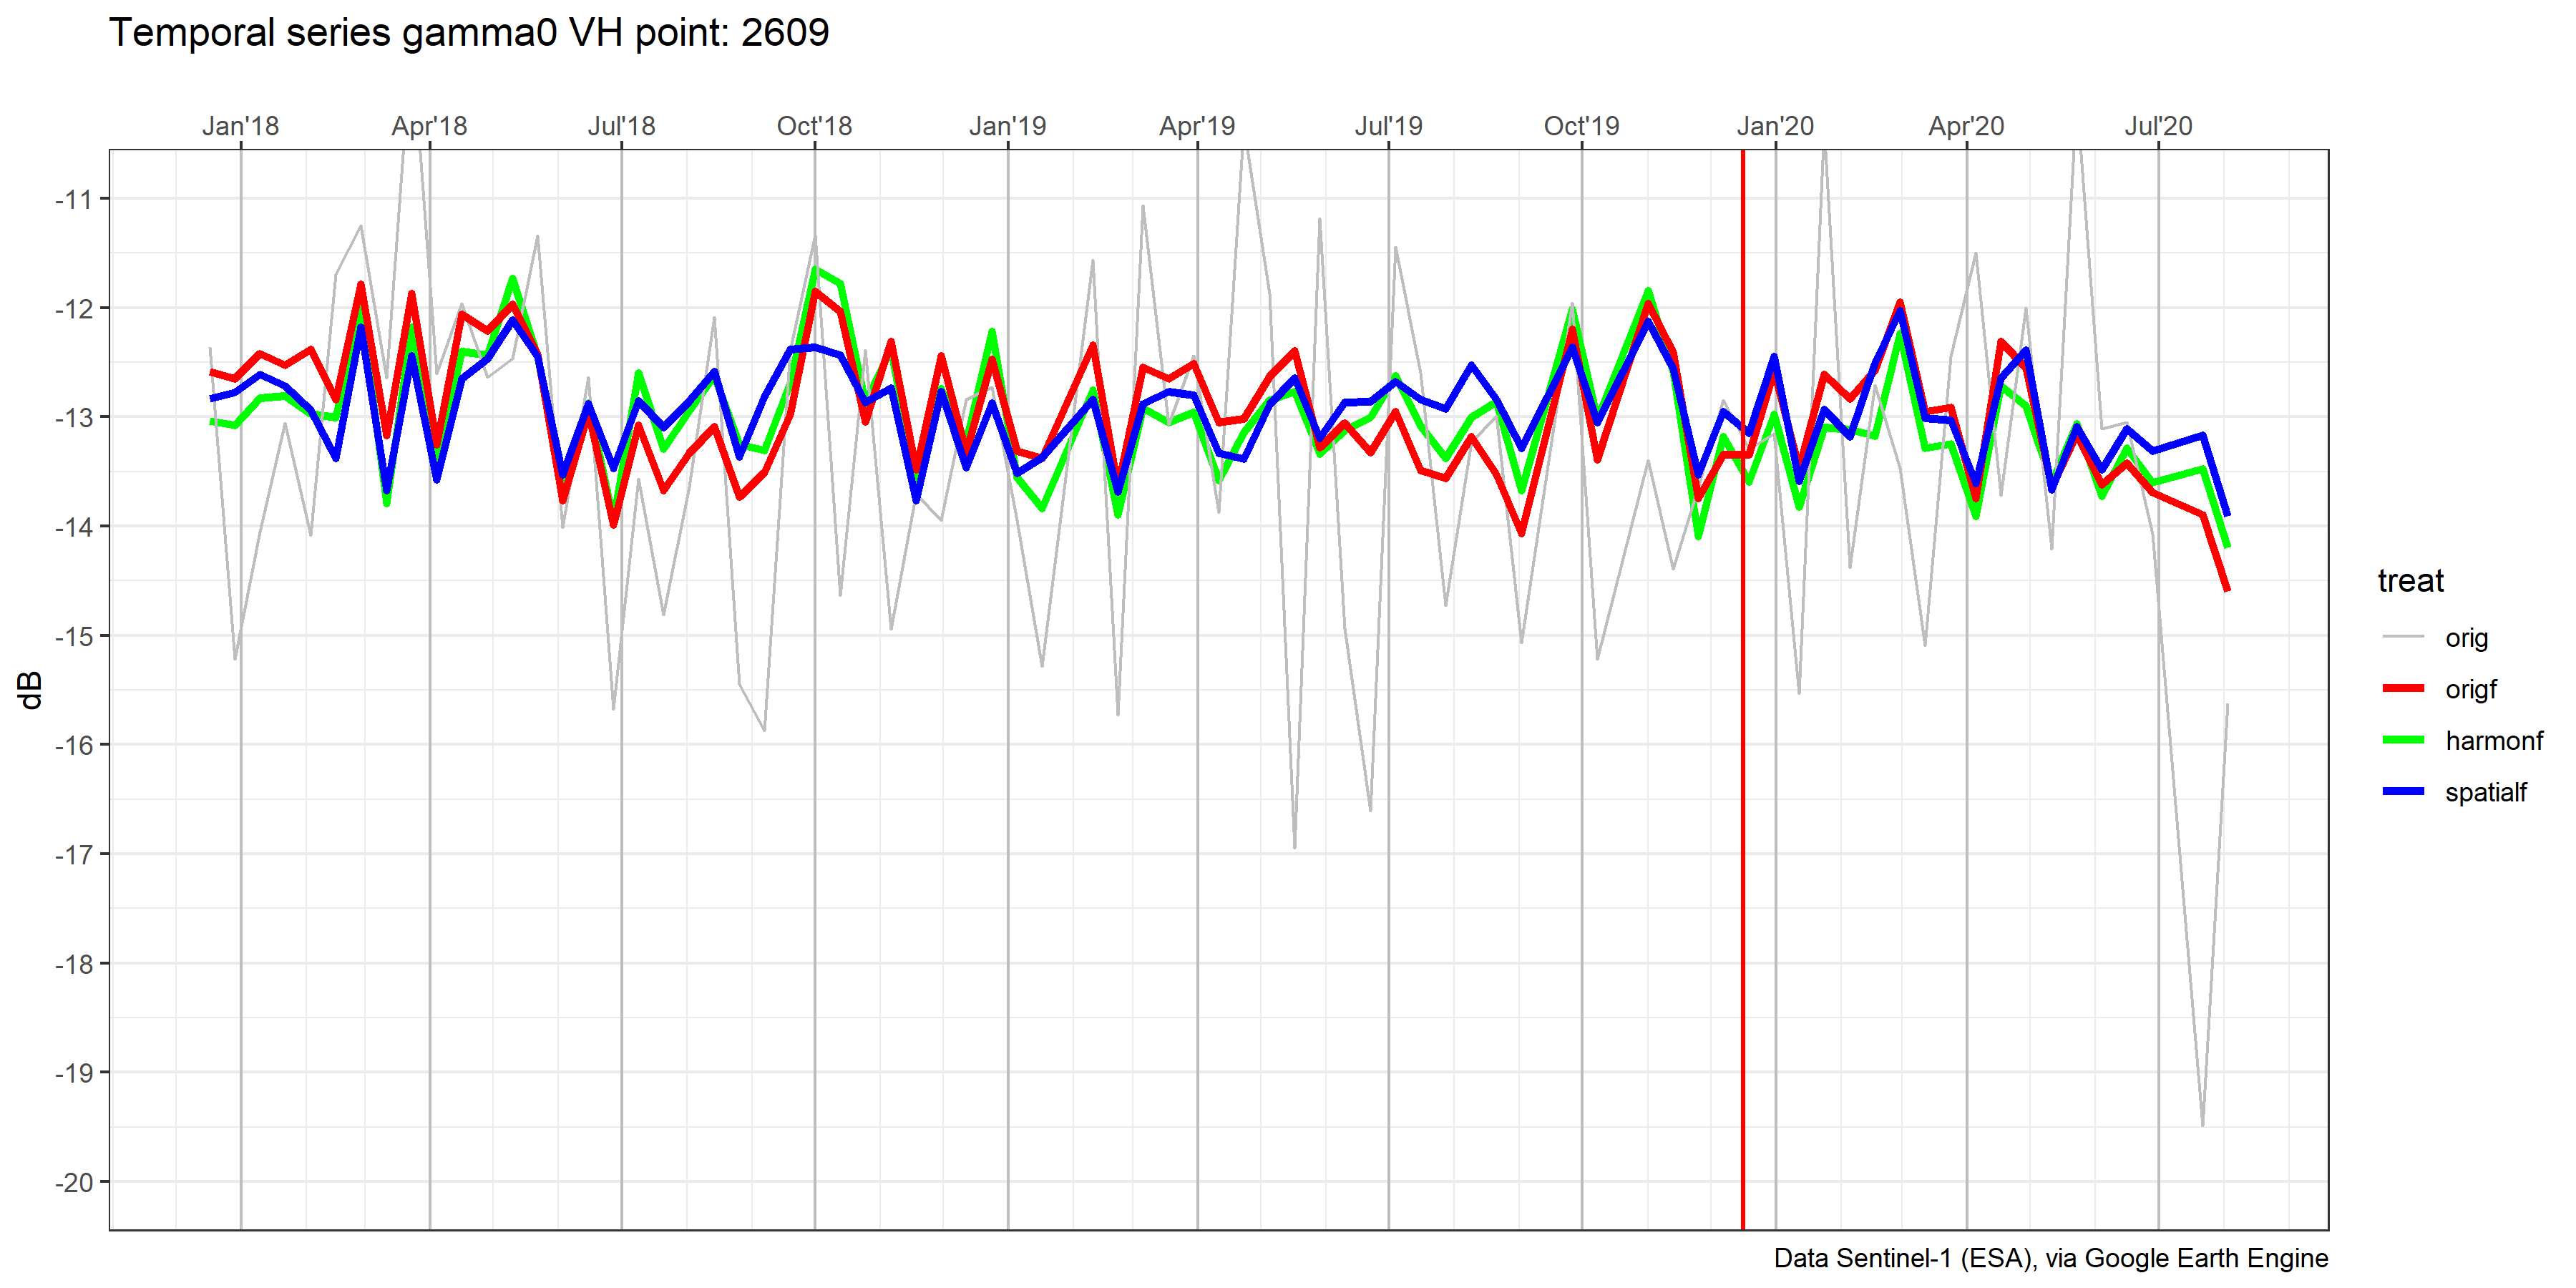 Temporal series gamma0 VH point: 2609
Jan'18 Apr'18 Jul'18 Oct'18 Jan'19 Apr'19 Jul'19 Oct'19 Jan'20 Apr'20 Jul'20
-11
-12
-13
-14
-15
-16
-17
-18
-19
-20
dB
treat
orig
origf
harmonf
spatialf
Data Sentinel-1 (ESA), via Google Earth Engine